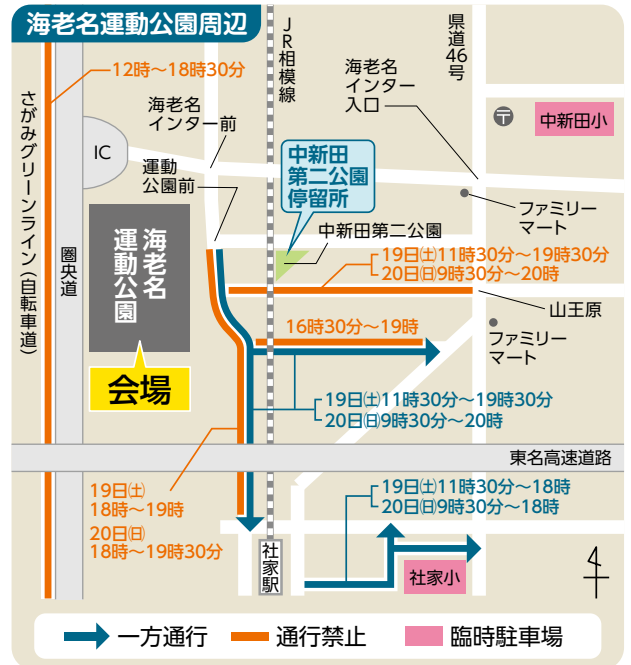 海老名運動公園周辺
12時～18時30分
さがみグリーンライン（自転車道）
圏央道
IC
海老名
インター前
運動
公園前
JR相模線
県道46号
海老名
インター
入口
〒
中新田小
中新田
第二公園
停留所
中新田第二公園
ファミリー
マート
19日㈯11時30分～19時30分
20日㈰9時30分～20時
山王原
ファミリー
マート
海老名
運動公園
会場
16時30分～19時
19日㈯11時30分～19時30分
20日㈰9時30分～20時
東名高速道路
19日㈯
18時～19時
20日㈰
18時～19時30分
19日㈯11時30分～18時
20日㈰9時30分～18時
社家駅
社家小
4
一方通行
通行禁止
臨時駐車場